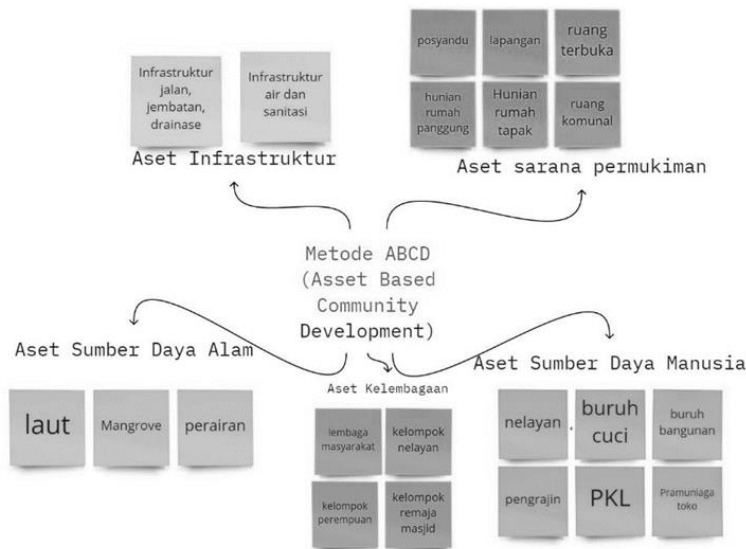 posyandu
lapangan
ruang
terbuka
Infrastruktur
jalan,
jembatan,
drainase
Infrastruktur
air dan
sanitasi
hunian
rumah
panggung
Hunian
rumah
tapak
ruang
komunal
Aset Infrastruktur
Aset sarana permukiman
Metode ABCD
(Asset Based
Community
Development)
Aset Sumber Daya Alam
laut
Mangrove
perairan
Aset Kelembagaan
lembaga
masyarakat
kelompok
nelayan
kelompok
perempuan
kelompok
remaja
masjid
Aset Sumber Daya Manusia
nelayan
buruh
cuci
buruh
bangunan
pengrajin
PKL
Pramuniaga
toko